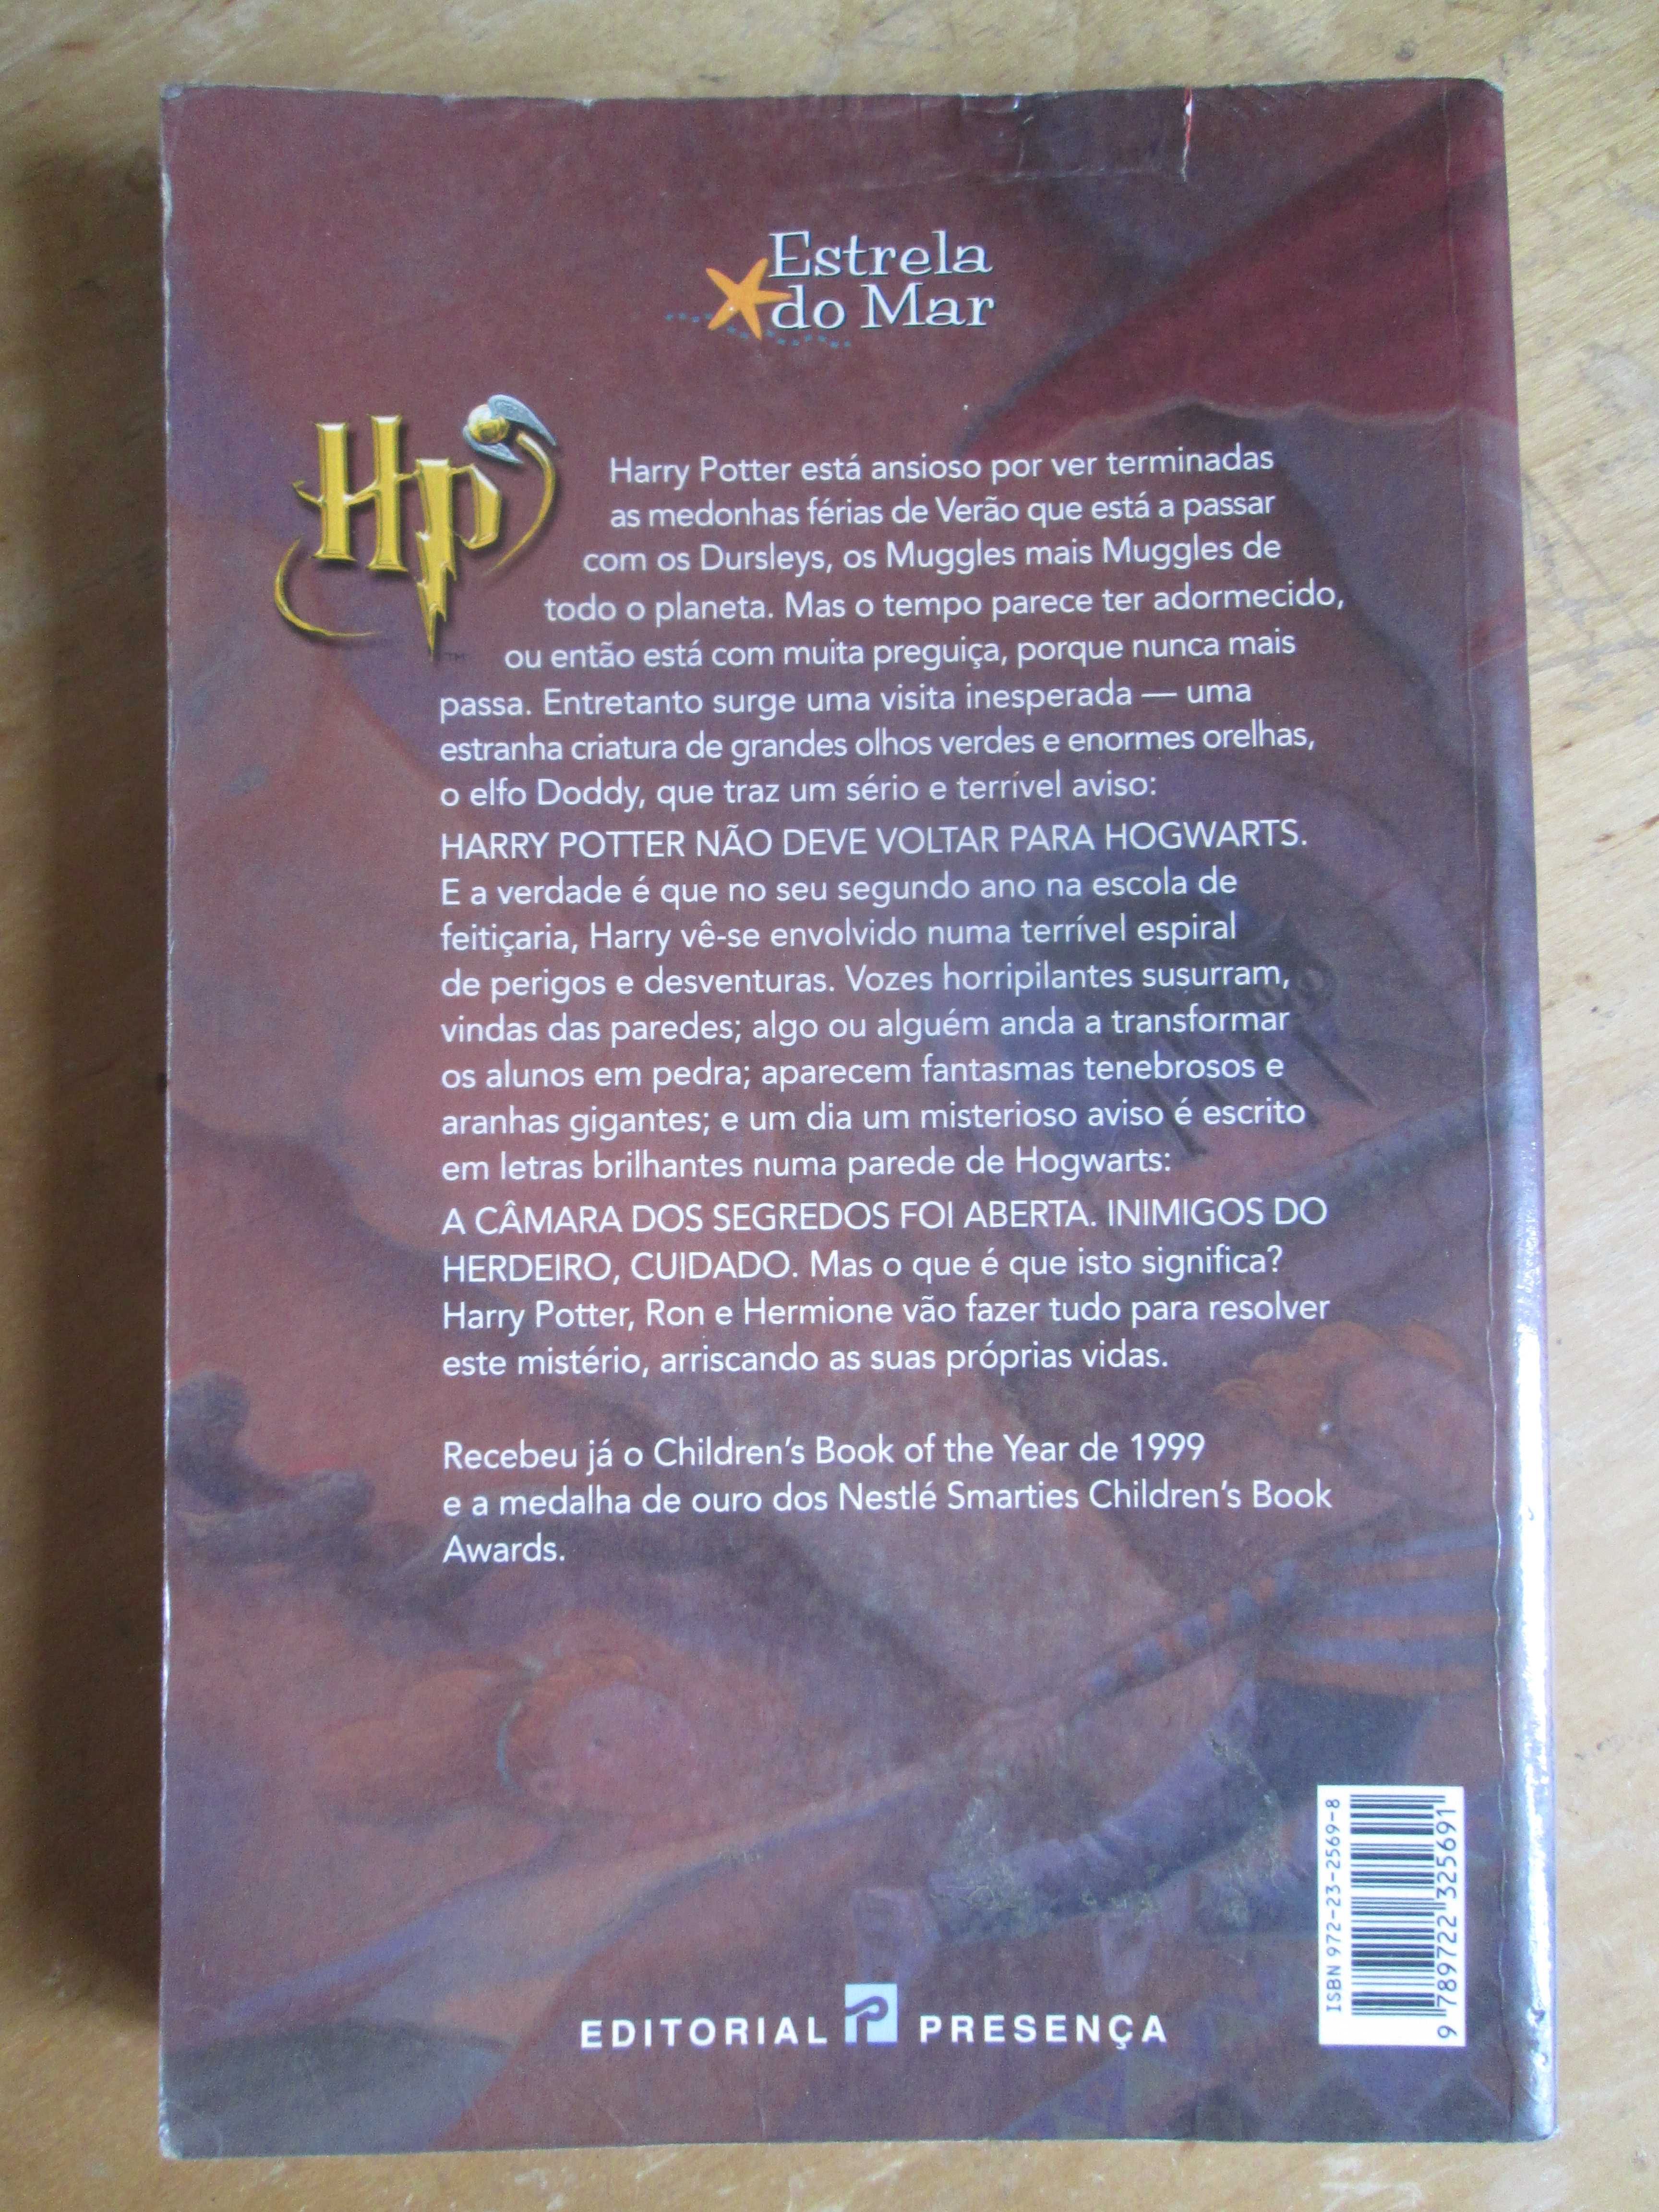 Estrela
do Mar
HP
TM
Harry Potter está ansioso por ver terminadas
as medonhas férias de Verão que está a passar
com os Dursleys, os Muggles mais Muggles de
todo o planeta. Mas o tempo parece ter adormecido,
ou então está com muita preguiça, porque nunca mais
passa. Entretanto surge uma visita inesperada — uma
estranha criatura de grandes olhos verdes e enormes orelhas,
o elfo Doddy, que traz um sério e terrível aviso:
HARRY POTTER NÃO DEVE VOLTAR PARA HOGWARTS.
E a verdade é que no seu segundo ano na escola de
feitiçaria, Harry vê-se envolvido numa terrível espiral
de perigos e desventuras. Vozes horripilantes susurram,
vindas das paredes; algo ou alguém anda a transformar
os alunos em pedra; aparecem fantasmas tenebrosos e
aranhas gigantes; e um dia um misterioso aviso é escrito
em letras brilhantes numa parede de Hogwarts:
A CÂMARA DOS SEGREDOS FOI ABERTA. INIMIGOS DO
HERDEIRO, CUIDADO. Mas o que é que isto significa?
Harry Potter, Ron e Hermione vão fazer tudo para resolver
este mistério, arriscando as suas próprias vidas.
Recebeu já o Children's Book of the Year de 1999
e a medalha de ouro dos Nestlé Smarties Children's Book
Awards.
ISBN 972-23-2569-8
9 789722 325691
EDITORIAL P PRESENÇA